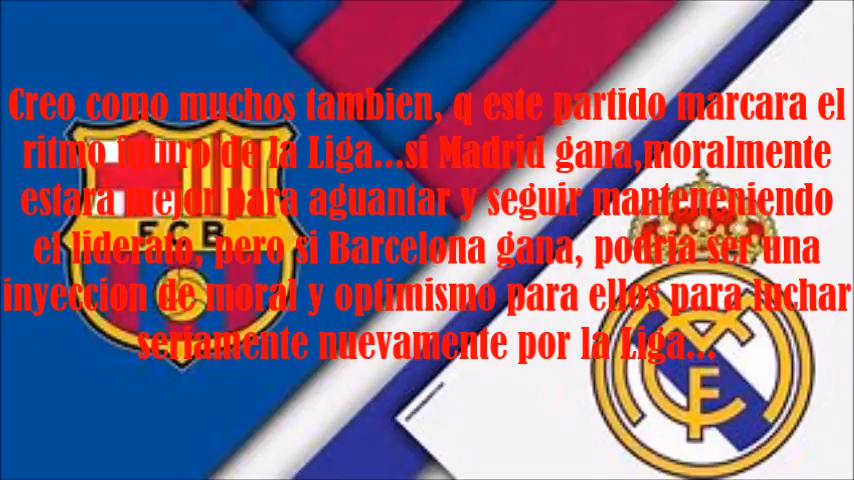 Creo como muchos tambien, q este partido marcara el
ritmo futuro de la Liga...si Madrid gana,moralmente
estara mejor para aguantar y seguir manteneniendo
el liderato, pero si Barcelona gana, podria ser una
inyeccion de moral y optimismo para ellos para luchar
seriamente nuevamente por la Liga...
F C B